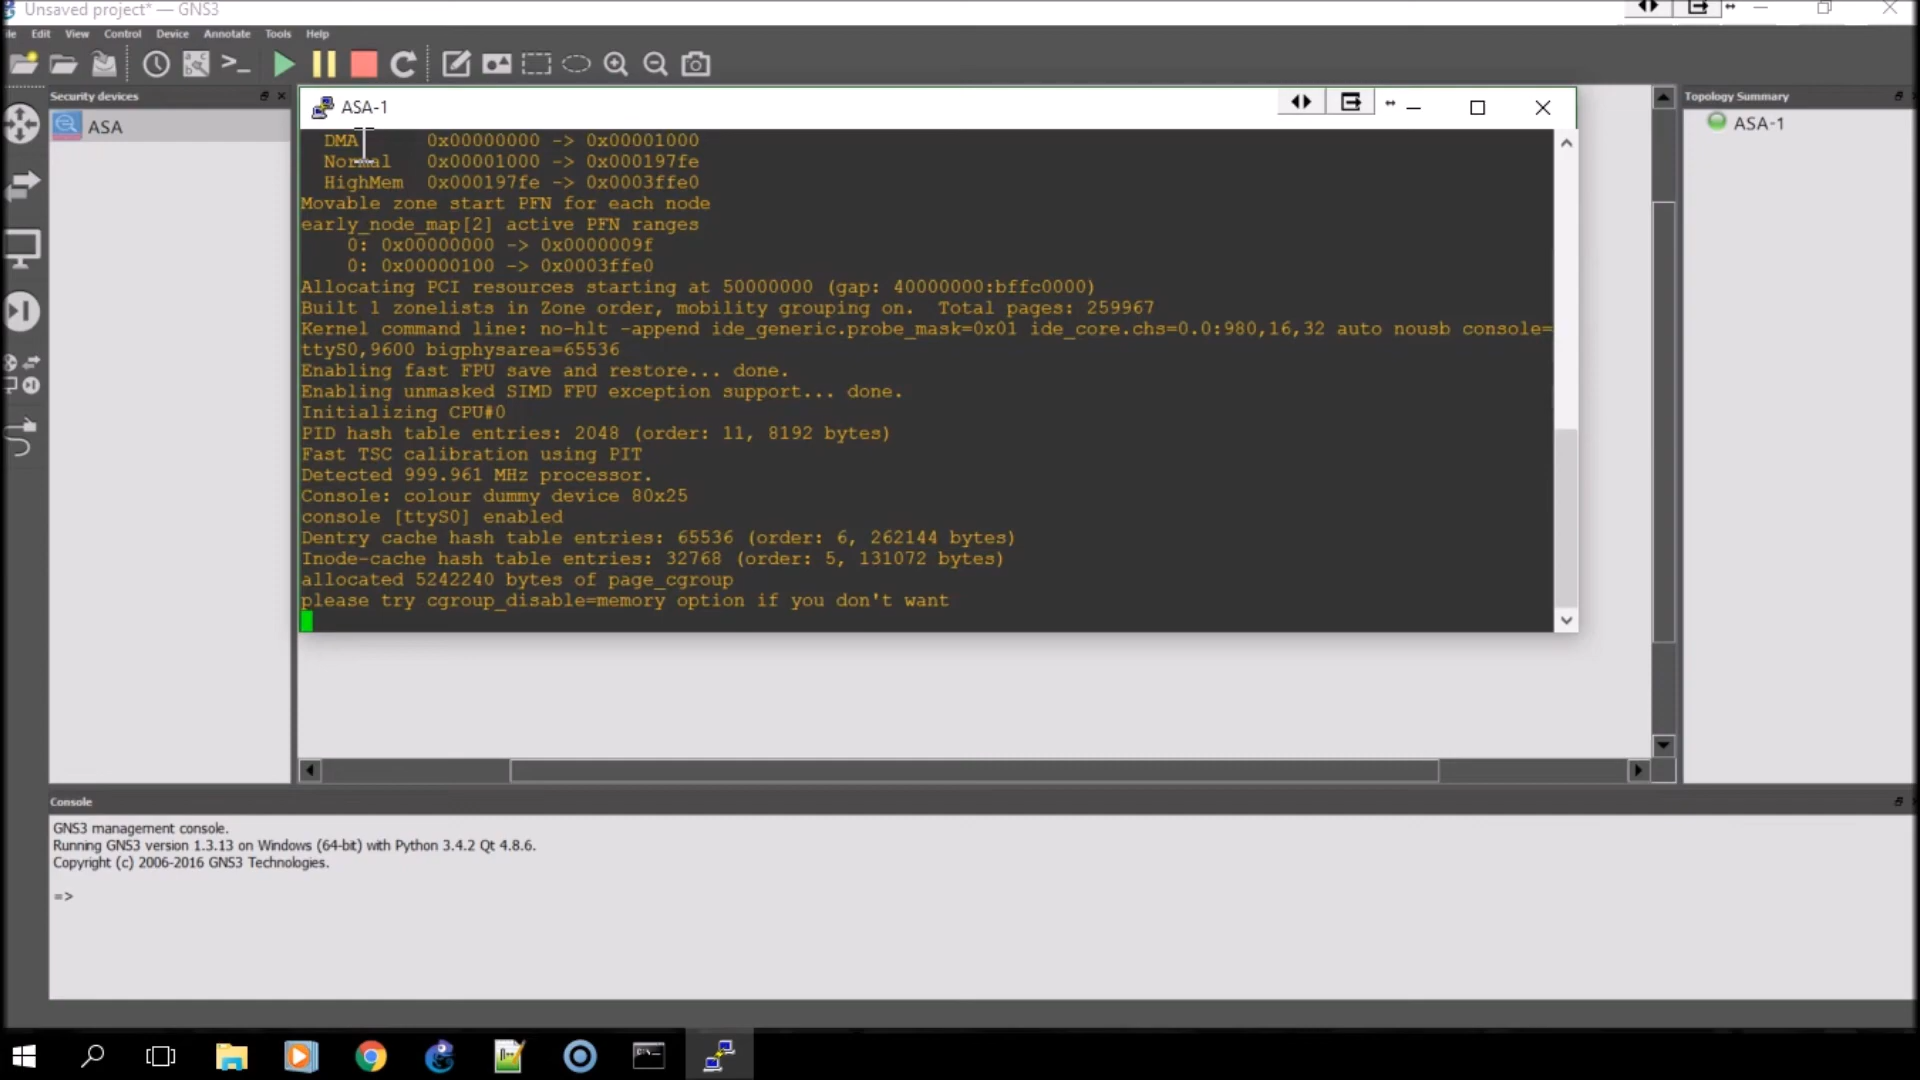 Unsaved project* — GNS3
le Edit View Control Device Annotate Tools Help
Security devices
ASA
ASA-1
DMA 0x00000000 -> 0x00001000
Normal 0x00001000 -> 0x000197fe
HighMem 0x000197fe -> 0x0003ffe0
Movable zone start PFN for each node
early_node_map[2] active PFN ranges
0: 0x00000000 -> 0x0000009f
0: 0x00000100 -> 0x0003ffe0
Allocating PCI resources starting at 50000000 (gap: 40000000:bffc0000)
Built 1 zonelists in Zone order, mobility grouping on. Total pages: 259967
Kernel command line: no-hlt -append ide_generic.probe_mask=0x01 ide_core.chs=0.0:980,16,32 auto nousb console=
ttyS0,9600 bigphysarea=65536
Enabling fast FPU save and restore... done.
Enabling unmasked SIMD FPU exception support... done.
Initializing CPU#0
PID hash table entries: 2048 (order: 11, 8192 bytes)
Fast TSC calibration using PIT
Detected 999.961 MHz processor.
Console: colour dummy device 80x25
console [ttyS0] enabled
Dentry cache hash table entries: 65536 (order: 6, 262144 bytes)
Inode-cache hash table entries: 32768 (order: 5, 131072 bytes)
allocated 5242240 bytes of page_cgroup
please try cgroup_disable=memory option if you don't want
Topology Summary
ASA-1
Console
GNS3 management console.
Running GNS3 version 1.3.13 on Windows (64-bit) with Python 3.4.2 Qt 4.8.6.
Copyright (c) 2006-2016 GNS3 Technologies.
=>